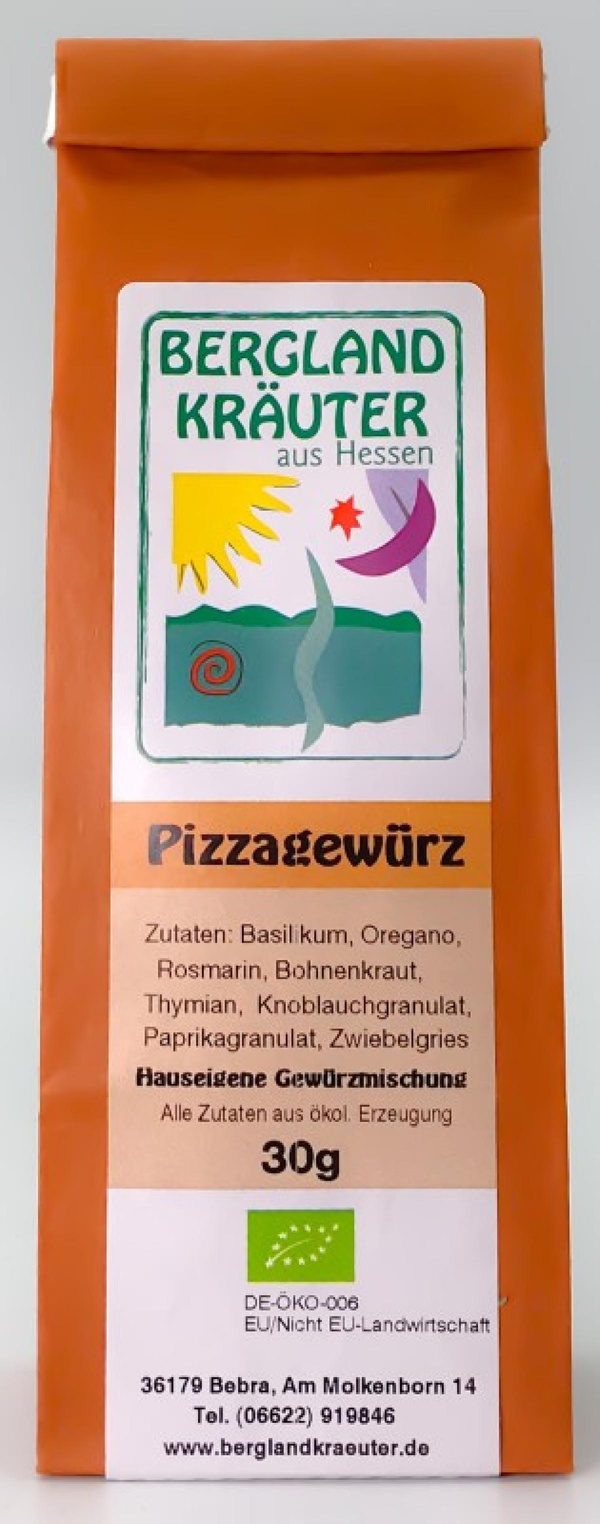 BERGLAND
KRÄUTER
aus Hessen
Pizzagewürz
Zutaten: Basilikum, Oregano,
Rosmarin, Bohnenkraut,
Thymian, Knoblauchgranulat,
Paprikagranulat, Zwiebelgries
Hauseigene Gewürzmischung
Alle Zutaten aus ökol. Erzeugung
30g
DE-ÖKO-006
EU/Nicht EU-Landwirtschaft
36179 Bebra, Am Molkenborn 14
Tel. (06622) 919846
www.berglandkraeuter.de